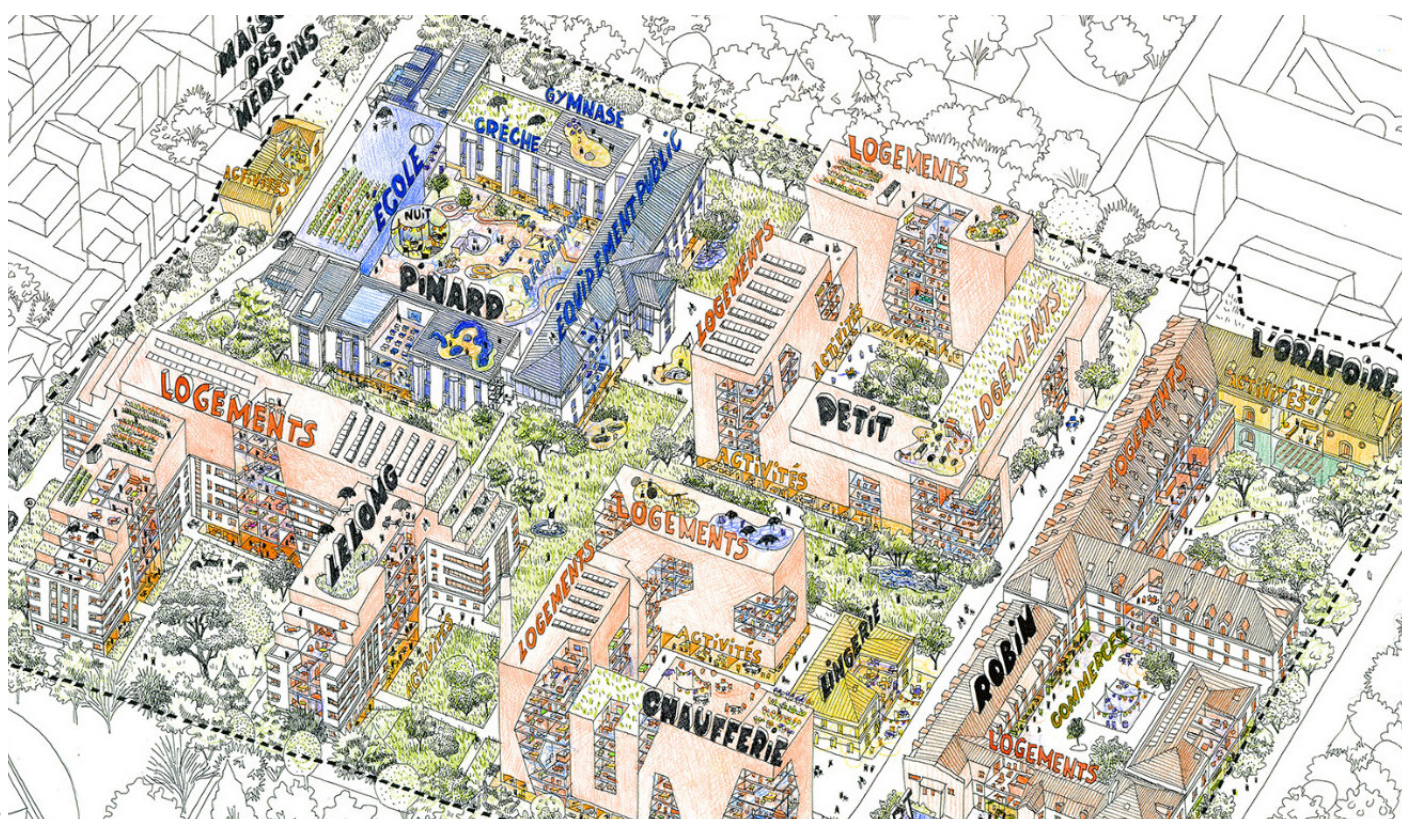 MAISON
DES
MÉDECINS
ACTIVITÉS
ÉCOLE
GYMNASE
CRÈCHE
NUIT
PINARD
ÉQUIPEMENT PUBLIC
LOGEMENTS
LOGEMENTS
ACTIVITÉS
LOGEMENTS
PETIT
ACTIVITÉS
L'ORATOIRE
ACTIVITÉS
LOGEMENTS
LOGEMENTS
LELONG
ACTIVITÉS
LOGEMENTS
LOGEMENTS
ACTIVITÉS
LINGERIE
CHAUFFERIE
ROBIN
COMMERCES
LOGEMENTS